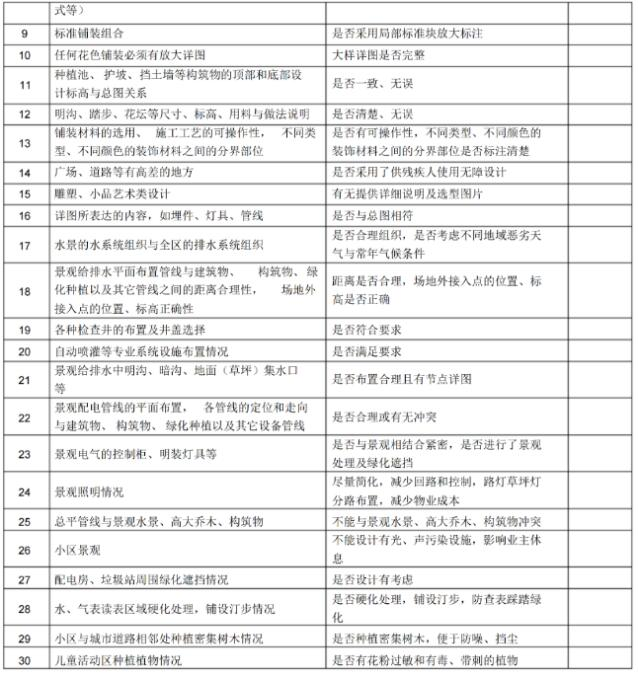 式等）
9 标准铺装组合 是否采用局部标准块放大标注
10 任何花色铺装必须有放大详图 大样详图是否完整
11 种植池、护坡、挡土墙等构筑物的顶部和底部设 是否一致、无误
计标高与总图关系
12 明沟、踏步、花坛等尺寸、标高、用料与做法说明 是否清楚、无误
13 铺装材料的选用、 施工工艺的可操作性， 不同类 是否有可操作性，不同类型、不同颜色的
型、不同颜色的装饰材料之间的分界部位 装饰材料之间的分界部位是否标注清楚
14 广场、道路等有高差的地方 是否采用了供残疾人使用无障设计
15 雕塑、小品艺术类设计 有无提供详细说明及选型图片
16 详图所表达的内容，如埋件、灯具、管线 是否与总图相符
17 水景的水系统组织与全区的排水系统组织 是否合理组织，是否考虑不同地域恶劣天
气与常年气候条件
18 景观给排水平面布置管线与建筑物、 构筑物、绿 距离是否合理，场地外接入点的位置、标
化种植以及其它管线之间的距离合理性， 场地外 高是否正确
接入点的位置、标高正确性
19 各种检查井的布置及井盖选择 是否符合要求
20 自动喷灌等专业系统设施布置情况 是否满足要求
21 景观给排水中明沟、暗沟、地面（草坪）集水口 是否布置合理且有节点详图
等
22 景观配电管线的平面布置， 各管线的定位和走向 是否合理或有无冲突
与建筑物、构筑物、绿化种植以及其它设备管线
23 景观电气的控制柜、明装灯具等 是否与景观相结合紧密，是否进行了景观
处理及绿化遮挡
24 景观照明情况 尽量简化，减少回路和控制，路灯草坪灯
分路布置，减少物业成本
25 总平管线与景观水景、高大乔木、构筑物 不能与景观水景、高大乔木、构筑物冲突
26 小区景观 不能设计有光、声污染设施，影响业主休
息
27 配电房、垃圾站周围绿化遮挡情况 是否设计有考虑
28 水、气表读表区域硬化处理，铺设汀步情况 是否硬化处理，铺设汀步，防查表踩踏绿
化
29 小区与城市道路相邻处种植密集树木情况 是否种植密集树木，便于防噪、挡尘
30 儿童活动区种植植物情况 是否有花粉过敏和有毒、带刺的植物